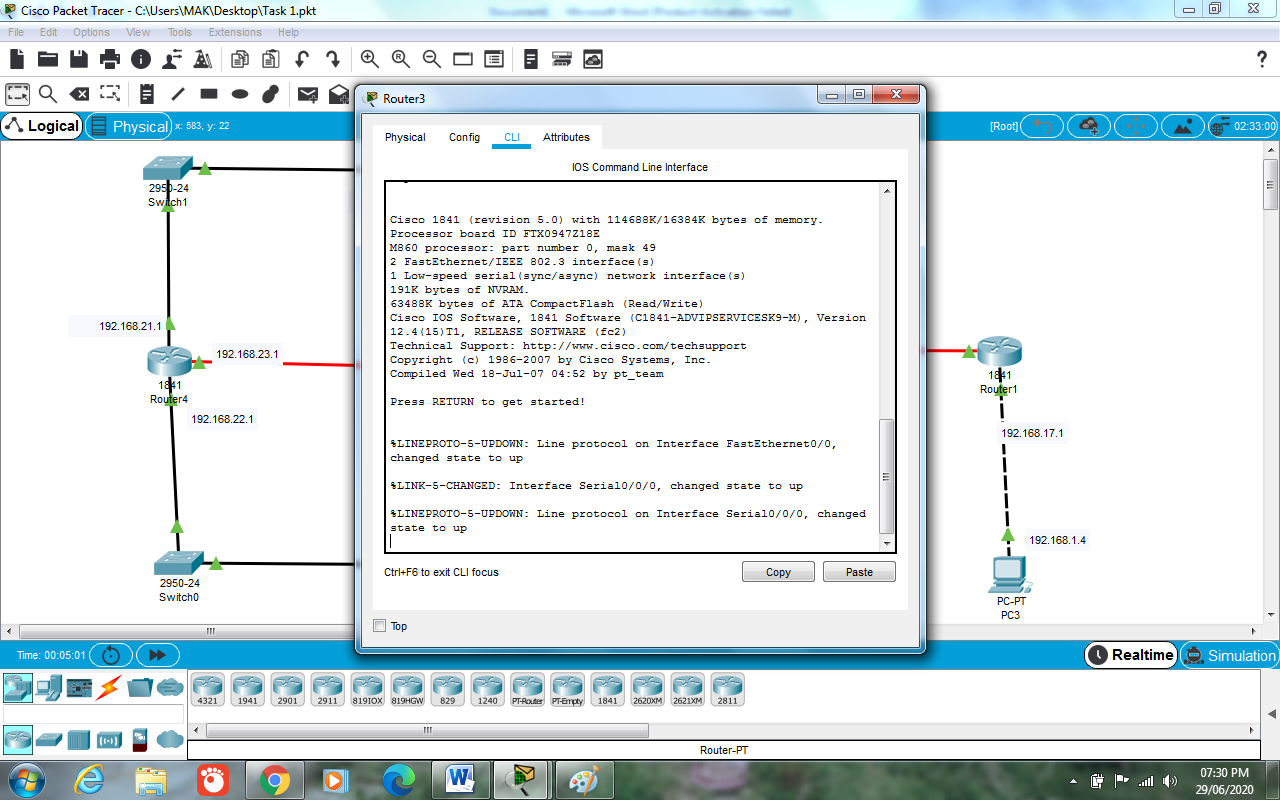 Cisco Packet Tracer - C:\Users\MAK\Desktop\Task 1.pkt
File Edit Options View Tools Extensions Help
Logical
Physical
x: 583, y: 22
[Root]
02:33:00
2950-24
Switch1
192.168.21.1
192.168.23.1
1841
Router4
192.168.22.1
2950-24
Switch0
Router3
Physical Config CLI Attributes
IOS Command Line Interface
Cisco 1841 (revision 5.0) with 114688K/16384K bytes of memory.
Processor board ID FTX0947Z18E
M860 processor: part number 0, mask 49
2 FastEthernet/IEEE 802.3 interface(s)
1 Low-speed serial(sync/async) network interface(s)
191K bytes of NVRAM.
63488K bytes of ATA CompactFlash (Read/Write)
Cisco IOS Software, 1841 Software (C1841-ADVIPSERVICESK9-M), Version
12.4(15)T1, RELEASE SOFTWARE (fc2)
Technical Support: http://www.cisco.com/techsupport
Copyright (c) 1986-2007 by Cisco Systems, Inc.
Compiled Wed 18-Jul-07 04:52 by pt_team
Press RETURN to get started!
%LINEPROTO-5-UPDOWN: Line protocol on Interface FastEthernet0/0,
changed state to up
%LINK-5-CHANGED: Interface Serial0/0/0, changed state to up
%LINEPROTO-5-UPDOWN: Line protocol on Interface Serial0/0/0, changed
state to up
Ctrl+F6 to exit CLI focus
Copy
Paste
Top
1841
Router1
192.168.17.1
192.168.1.4
PC-PT
PC3
Time: 00:05:01
Realtime
Simulation
4321 1941 2901 2911 819IOX 819HGW 829 1240 PT-Router PT-Empty 1841 2620XM 2621XM 2811
Router-PT
07:30 PM
29/06/2020